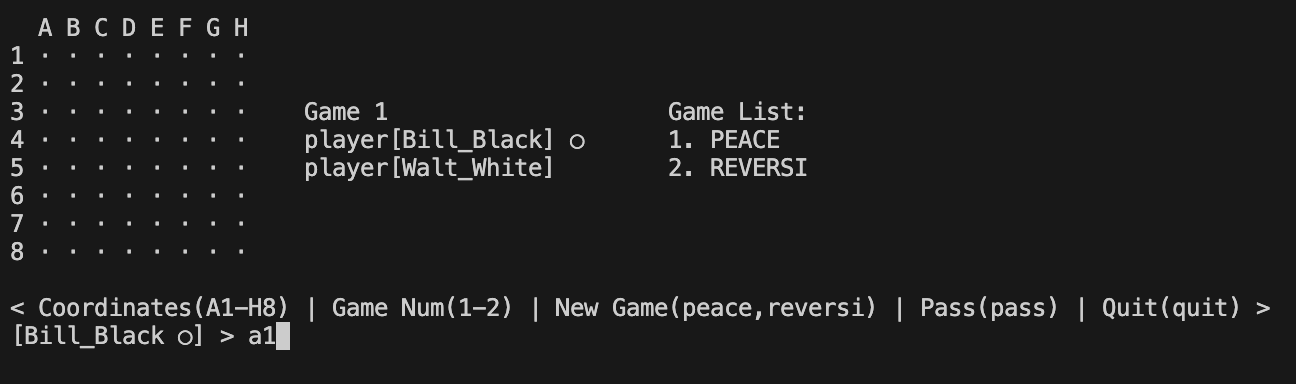 A B C D E F G H
1 · · · · · · · ·
2 · · · · · · · ·
3 · · · · · · · · Game 1 Game List:
4 · · · · · · · · player[Bill_Black] ○ 1. PEACE
5 · · · · · · · · player[Walt_White] 2. REVERSI
6 · · · · · · · ·
7 · · · · · · · ·
8 · · · · · · · ·
< Coordinates(A1-H8) | Game Num(1-2) | New Game(peace,reversi) | Pass(pass) | Quit(quit) >
[Bill_Black ○] > a1